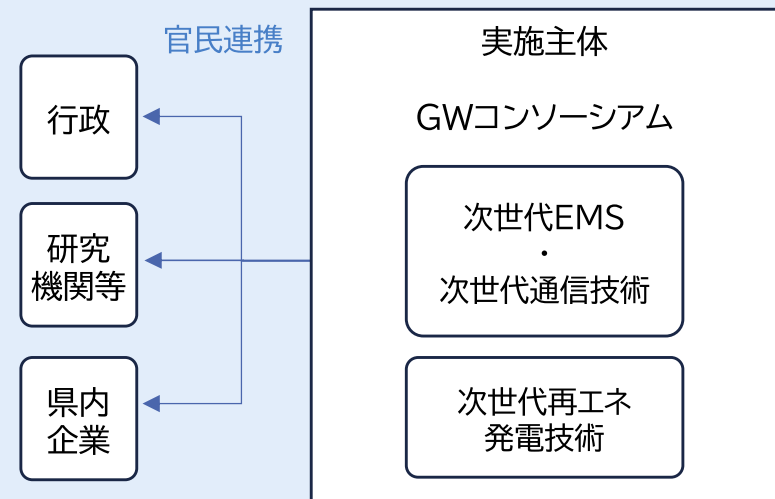 官民連携
行政
研究
機関等
県内
企業
実施主体
GWコンソーシアム
次世代EMS
・
次世代通信技術
次世代再エネ
発電技術